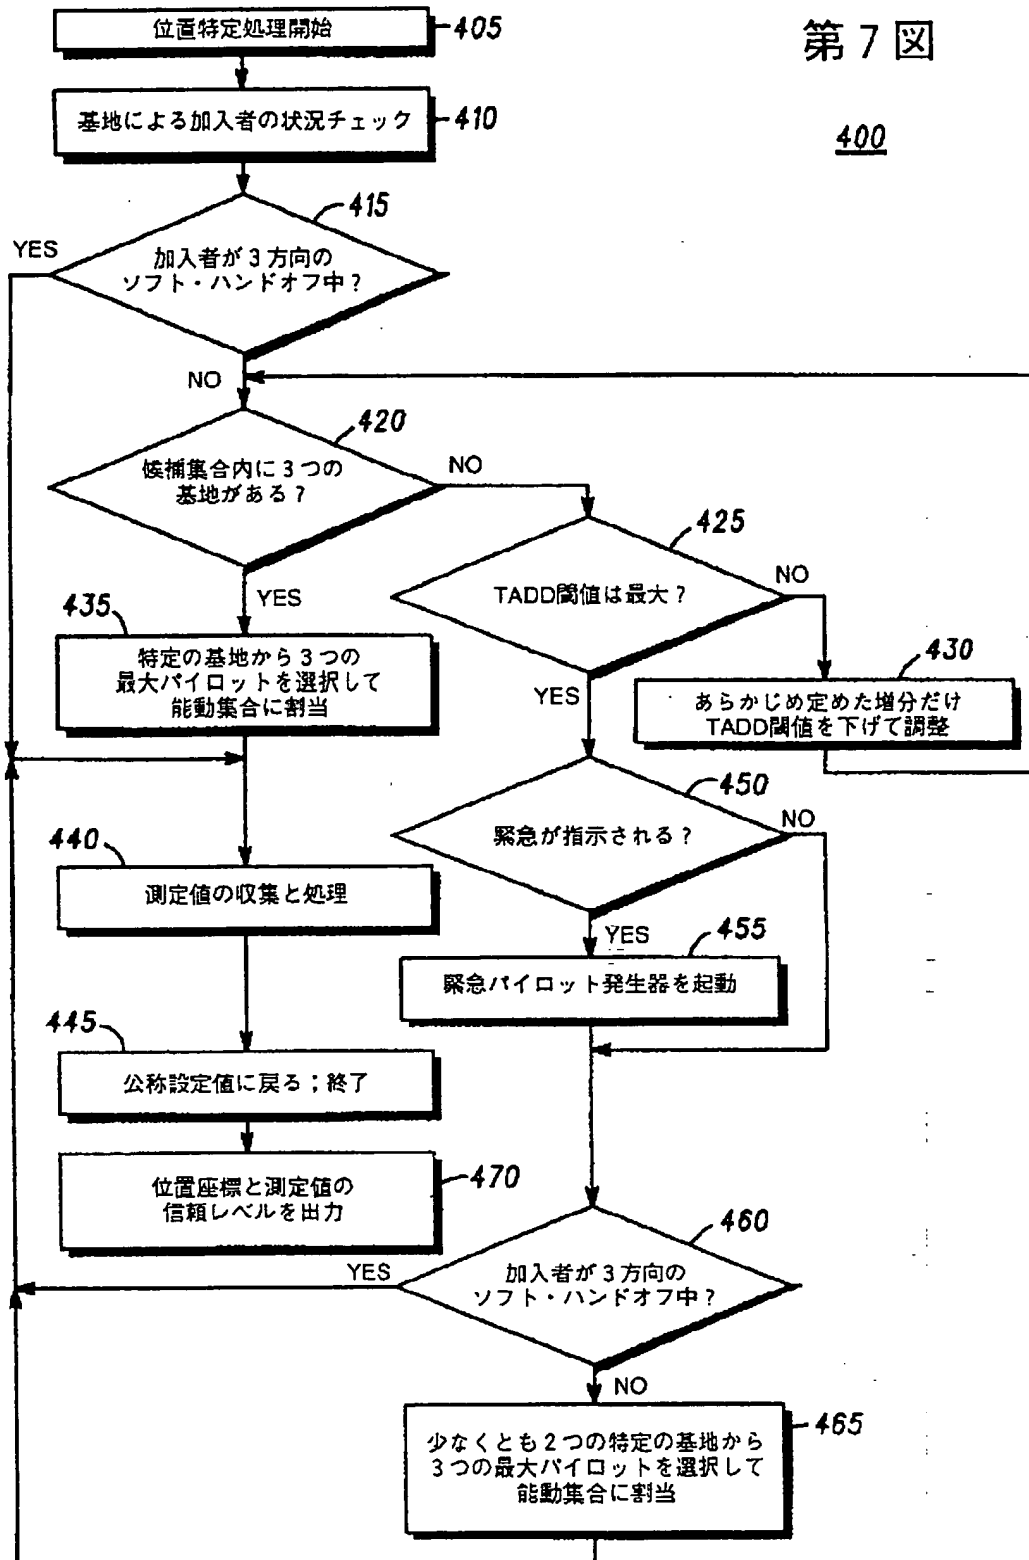 第7図
400
位置特定処理開始
405
基地による加入者の状況チェック
410
415
YES
加入者が3方向の
ソフト・ハンドオフ中?
NO
420
候補集合内に3つの
基地がある?
NO
YES
425
TADD閾値は最大?
NO
YES
435
特定の基地から3つの
最大パイロットを選択して
能動集合に割当
430
あらかじめ定めた増分だけ
TADD閾値を下げて調整
450
緊急が指示される?
NO
YES
440
測定値の収集と処理
455
緊急パイロット発生器を起動
445
公称設定値に戻る;終了
位置座標と測定値の
信頼レベルを出力
470
460
YES
加入者が3方向の
ソフト・ハンドオフ中?
NO
465
少なくとも2つの特定の基地から
3つの最大パイロットを選択して
能動集合に割当